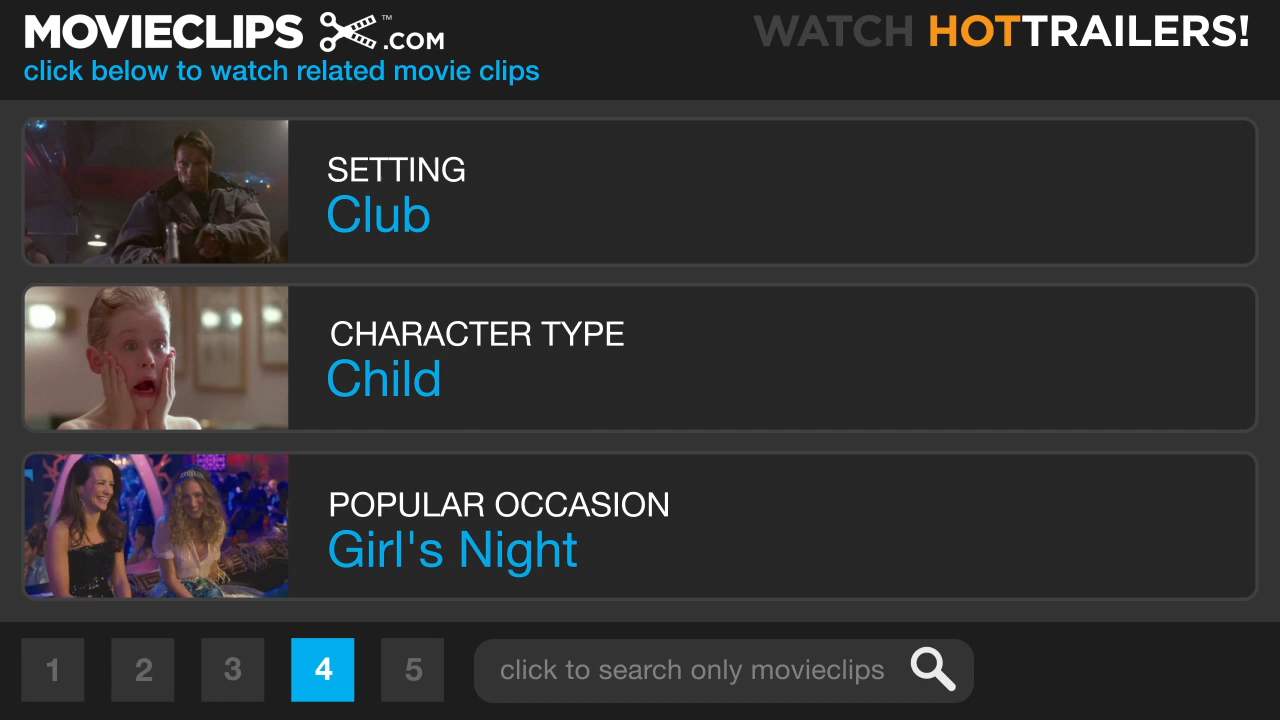 MOVIECLIPS™.COM
WATCH HOTTRAILERS!
click below to watch related movie clips
SETTING
Club
CHARACTER TYPE
Child
POPULAR OCCASION
Girl's Night
1 2 3 4 5 click to search only movieclips